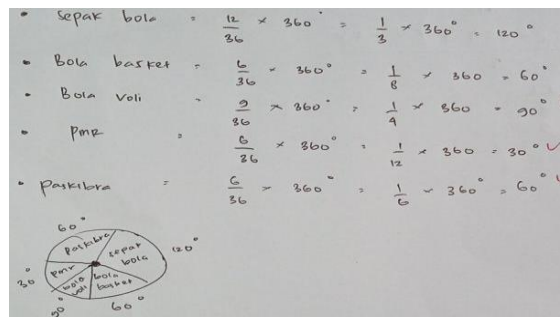 • Sepak bola = 12/36 × 360° = 1/3 × 360° = 120°
• Bola basket = 6/36 × 360° = 1/8 × 360 = 60°
• Bola voli = 9/36 × 360° = 1/4 × 360 = 90°
• PMR = 6/36 × 360° = 1/12 × 360 = 30°
• Paskibra = 6/36 × 360° = 1/6 × 360° = 60°
60°
Paskibra
sepak bola
120°
PMR
30°
bola voli
bola basket
90°
60°